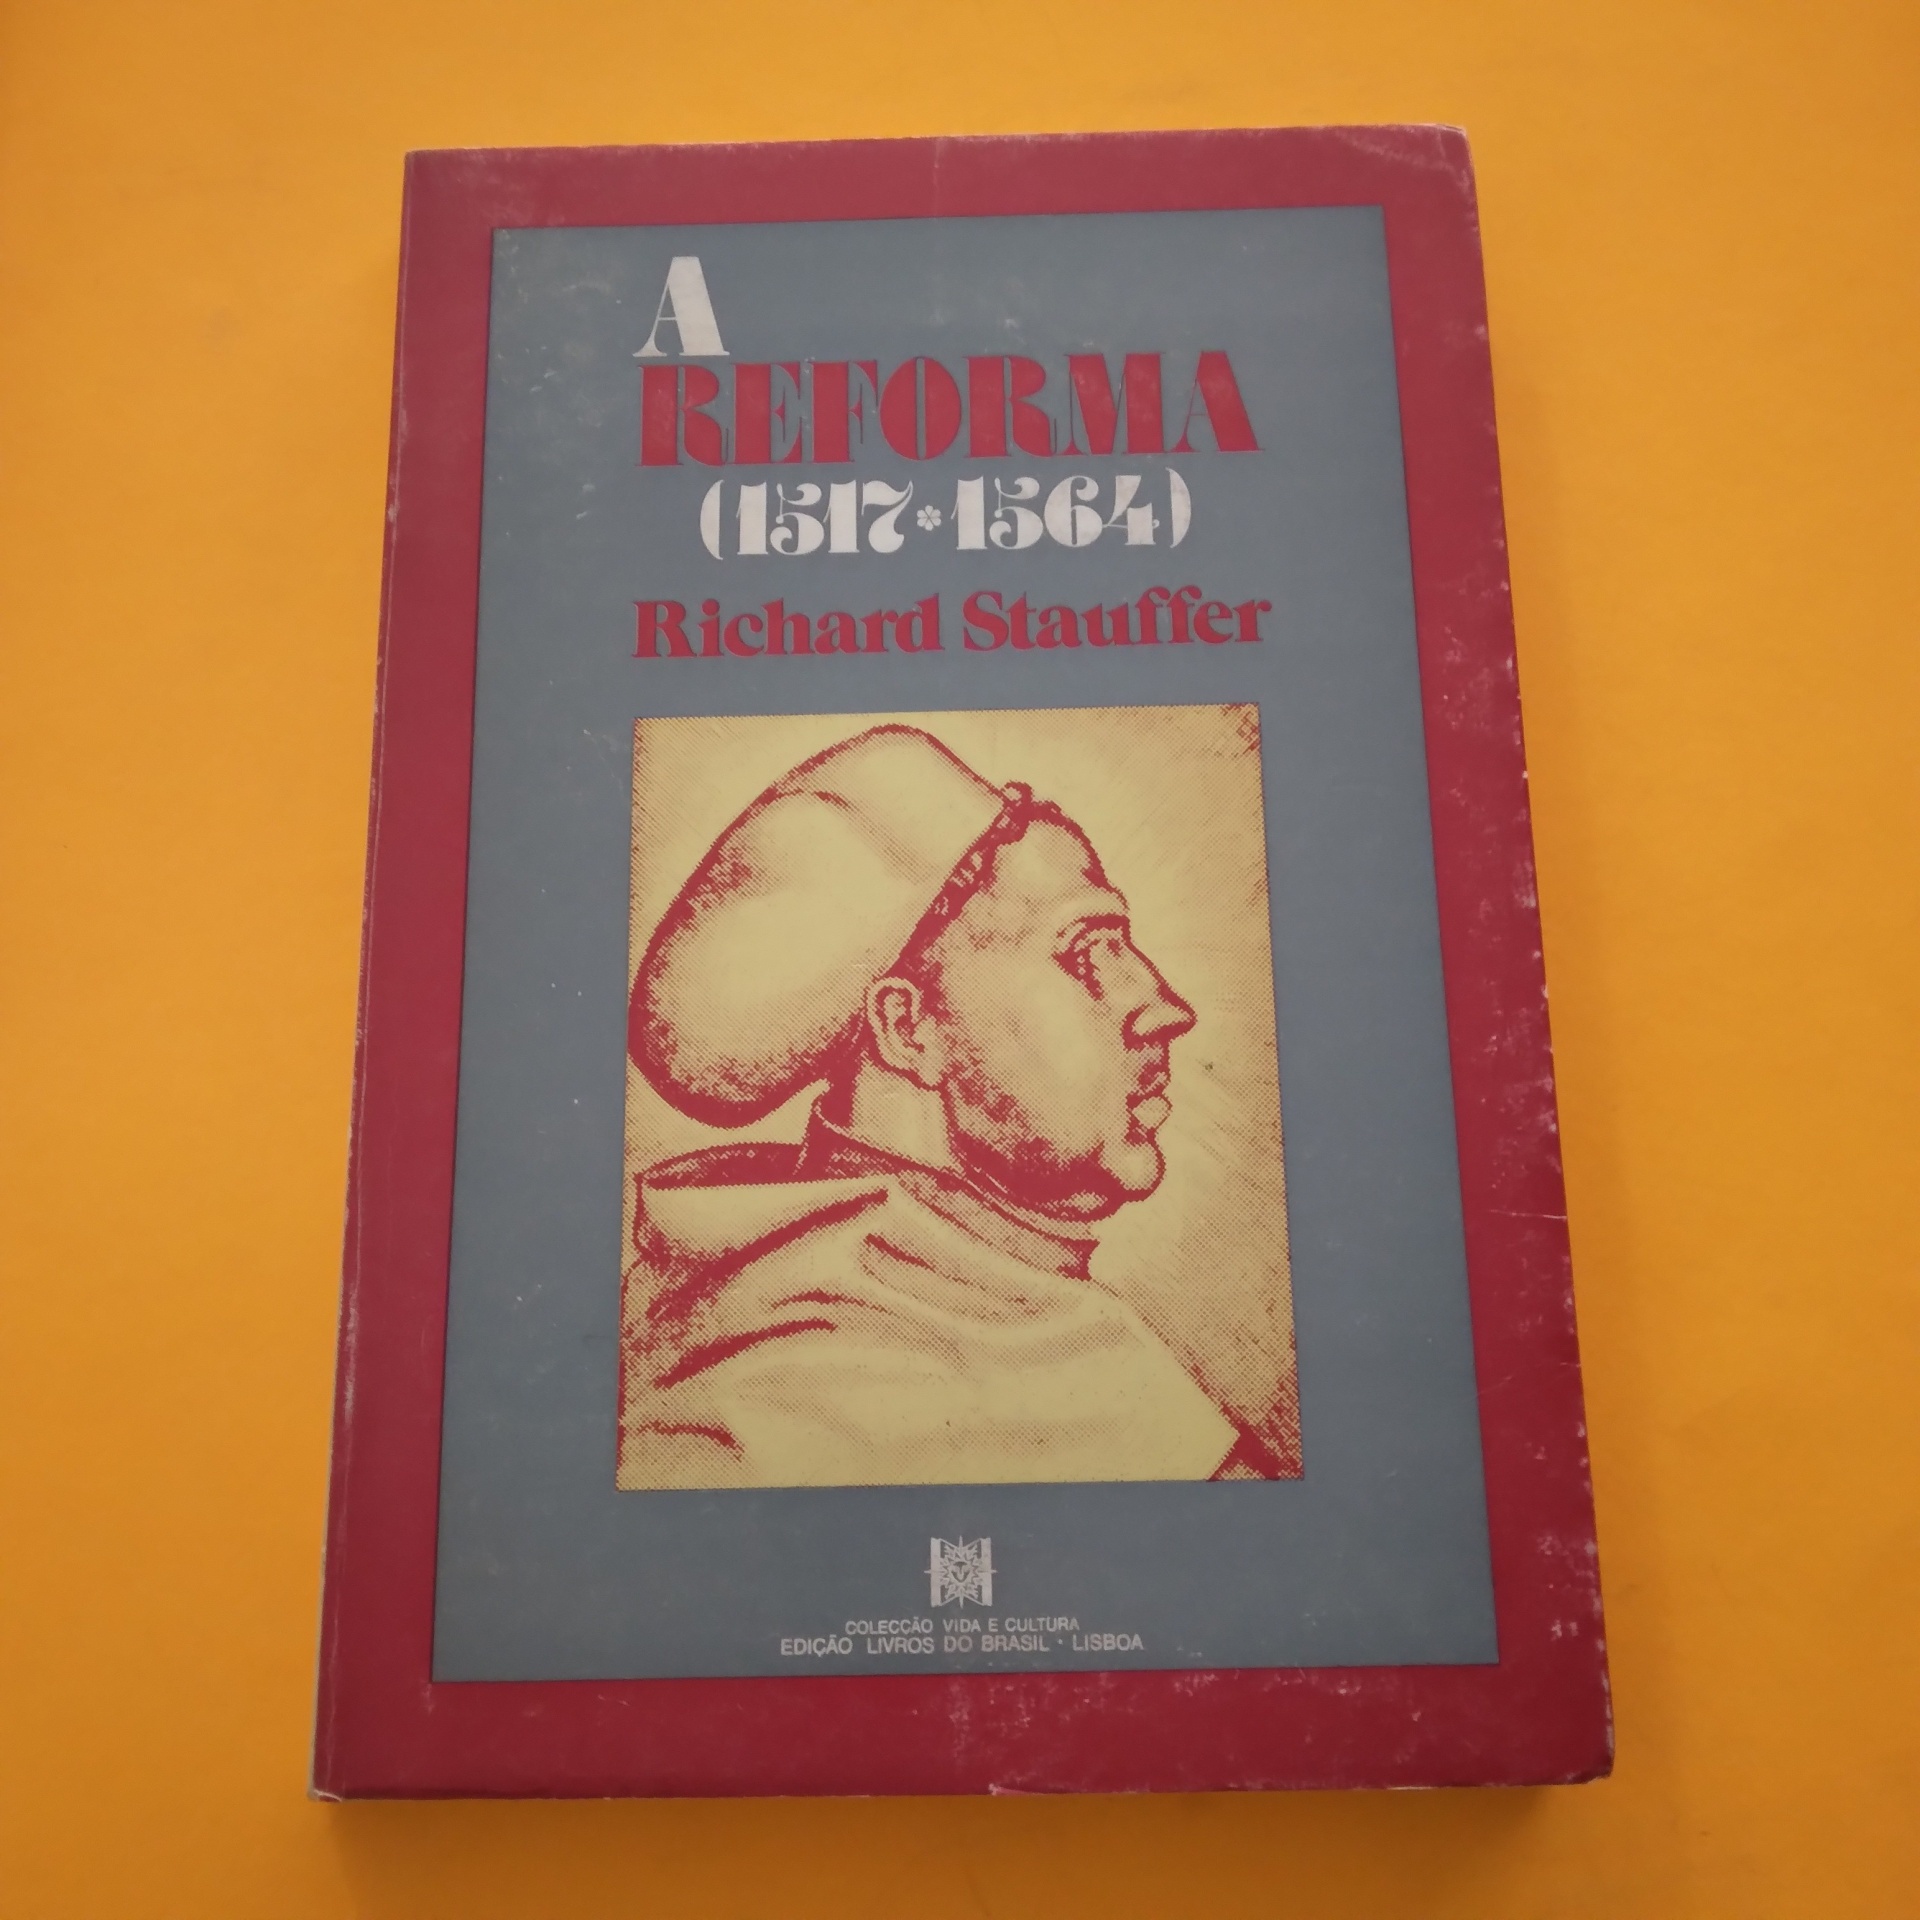 A
REFORMA
(1517*1564)
Richard Stauffer
COLECÇÃO VIDA E CULTURA
EDIÇÃO LIVROS DO BRASIL · LISBOA